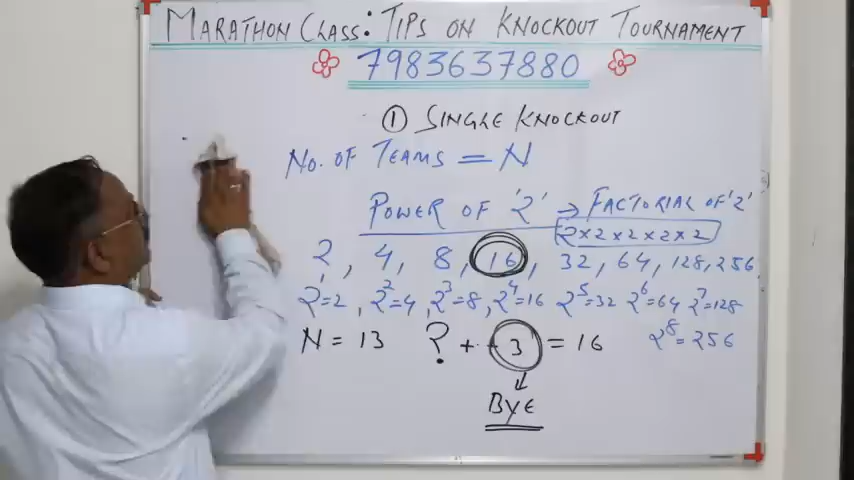 MARATHON CLASS: TIPS ON KNOCKOUT TOURNAMENT
7983637880
① SINGLE KNOCKOUT
NO. OF TEAMS = N
POWER OF '2' → FACTORIAL OF '2'
2×2×2×2×2
2, 4, 8, 16, 32, 64, 128, 256
2¹=2, 2²=4, 2³=8, 2⁴=16 2⁵=32 2⁶=64 2⁷=128
N = 13 ? + 3 = 16 2⁸=256
BYE